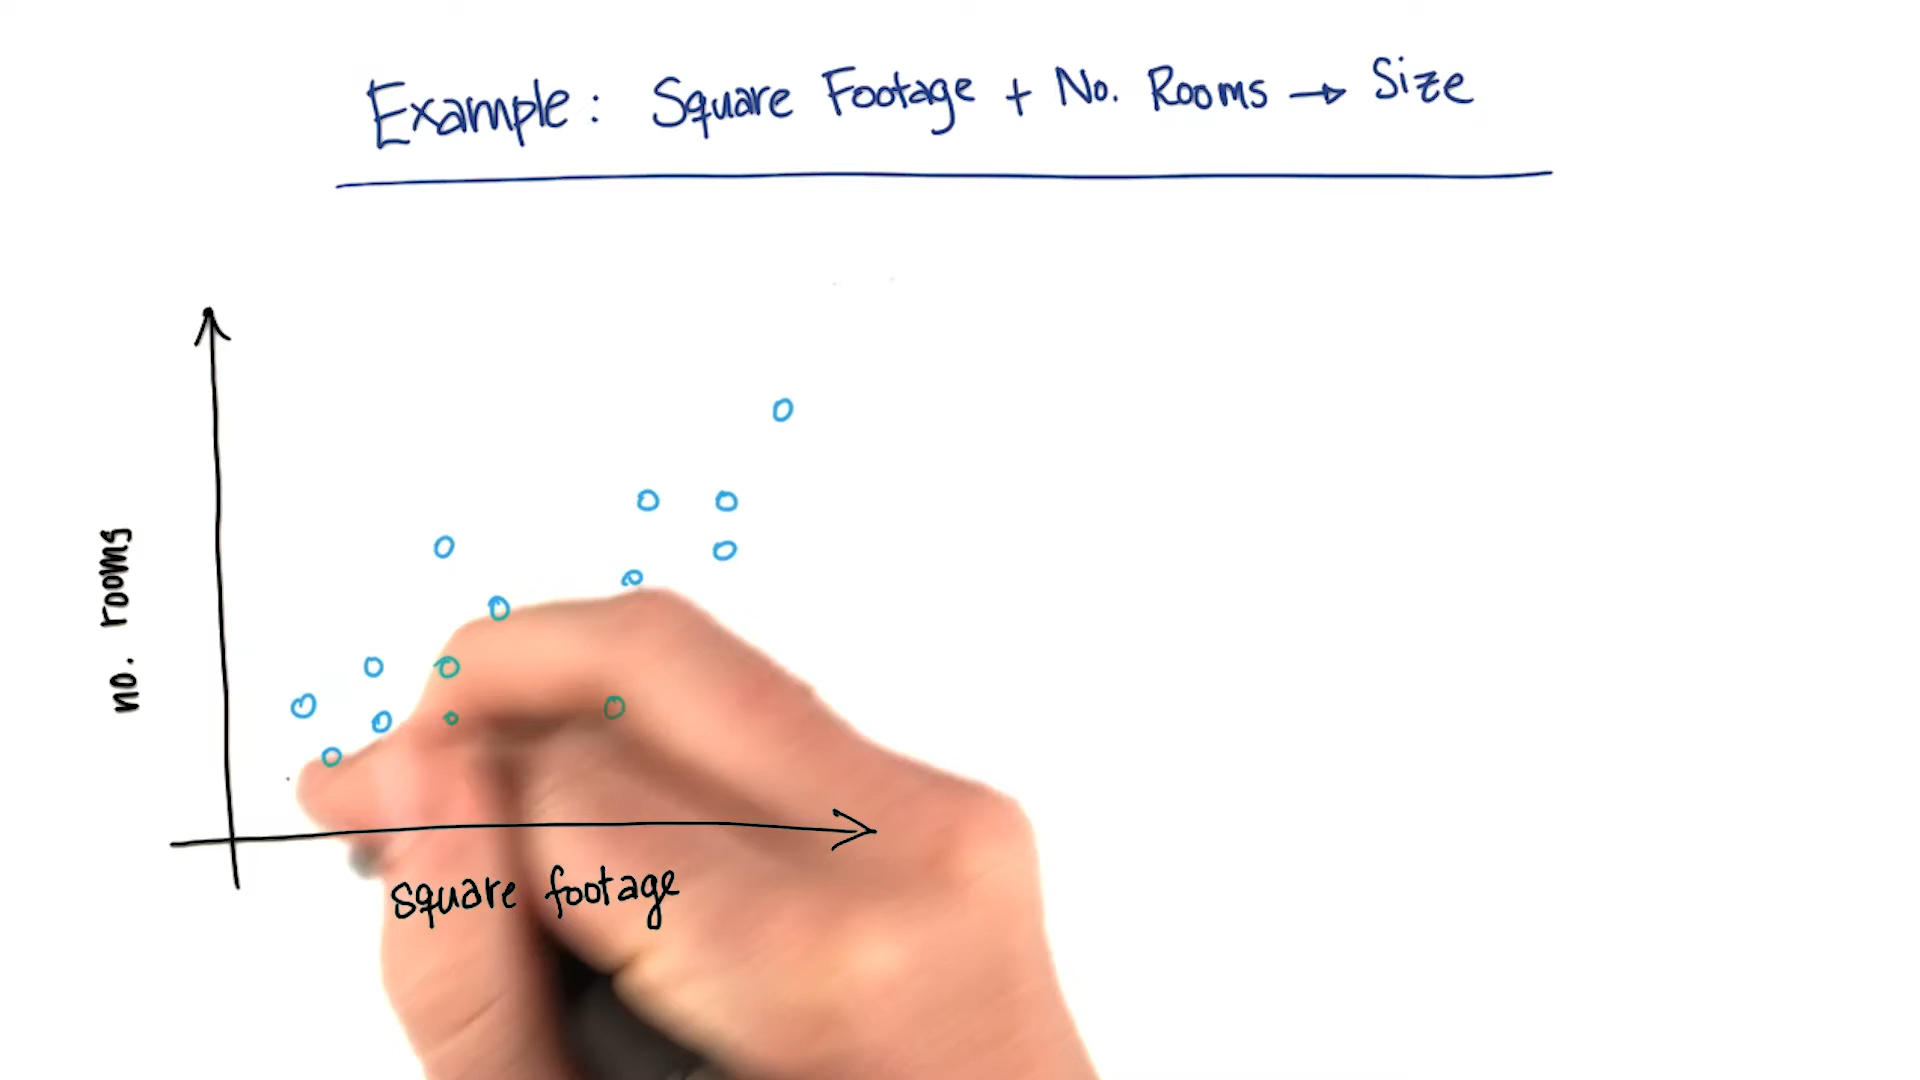 Example: Square Footage + No. Rooms → Size
no. rooms
square footage